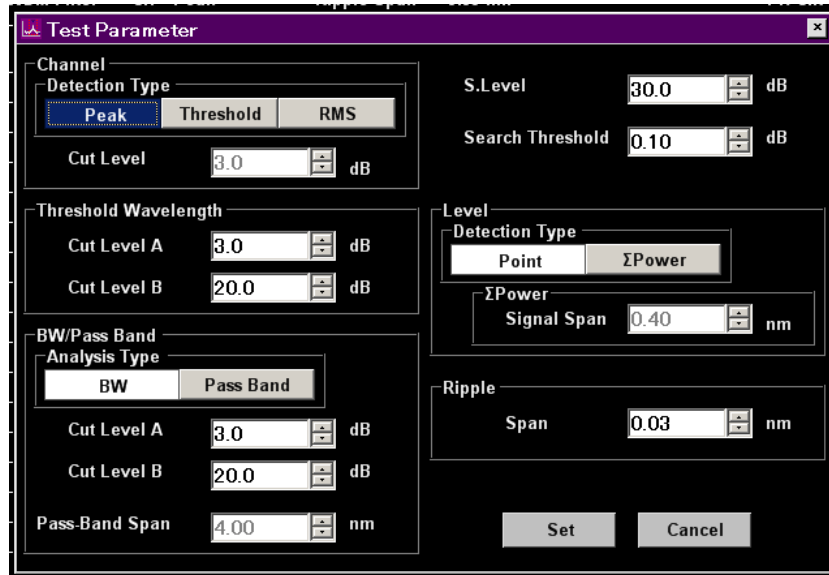 Test Parameter
Channel
Detection Type
Peak Threshold RMS
Cut Level 3.0 dB
S.Level 30.0 dB
Search Threshold 0.10 dB
Threshold Wavelength
Cut Level A 3.0 dB
Cut Level B 20.0 dB
Level
Detection Type
Point ΣPower
ΣPower
Signal Span 0.40 nm
BW/Pass Band
Analysis Type
BW Pass Band
Cut Level A 3.0 dB
Cut Level B 20.0 dB
Pass-Band Span 4.00 nm
Ripple
Span 0.03 nm
Set Cancel